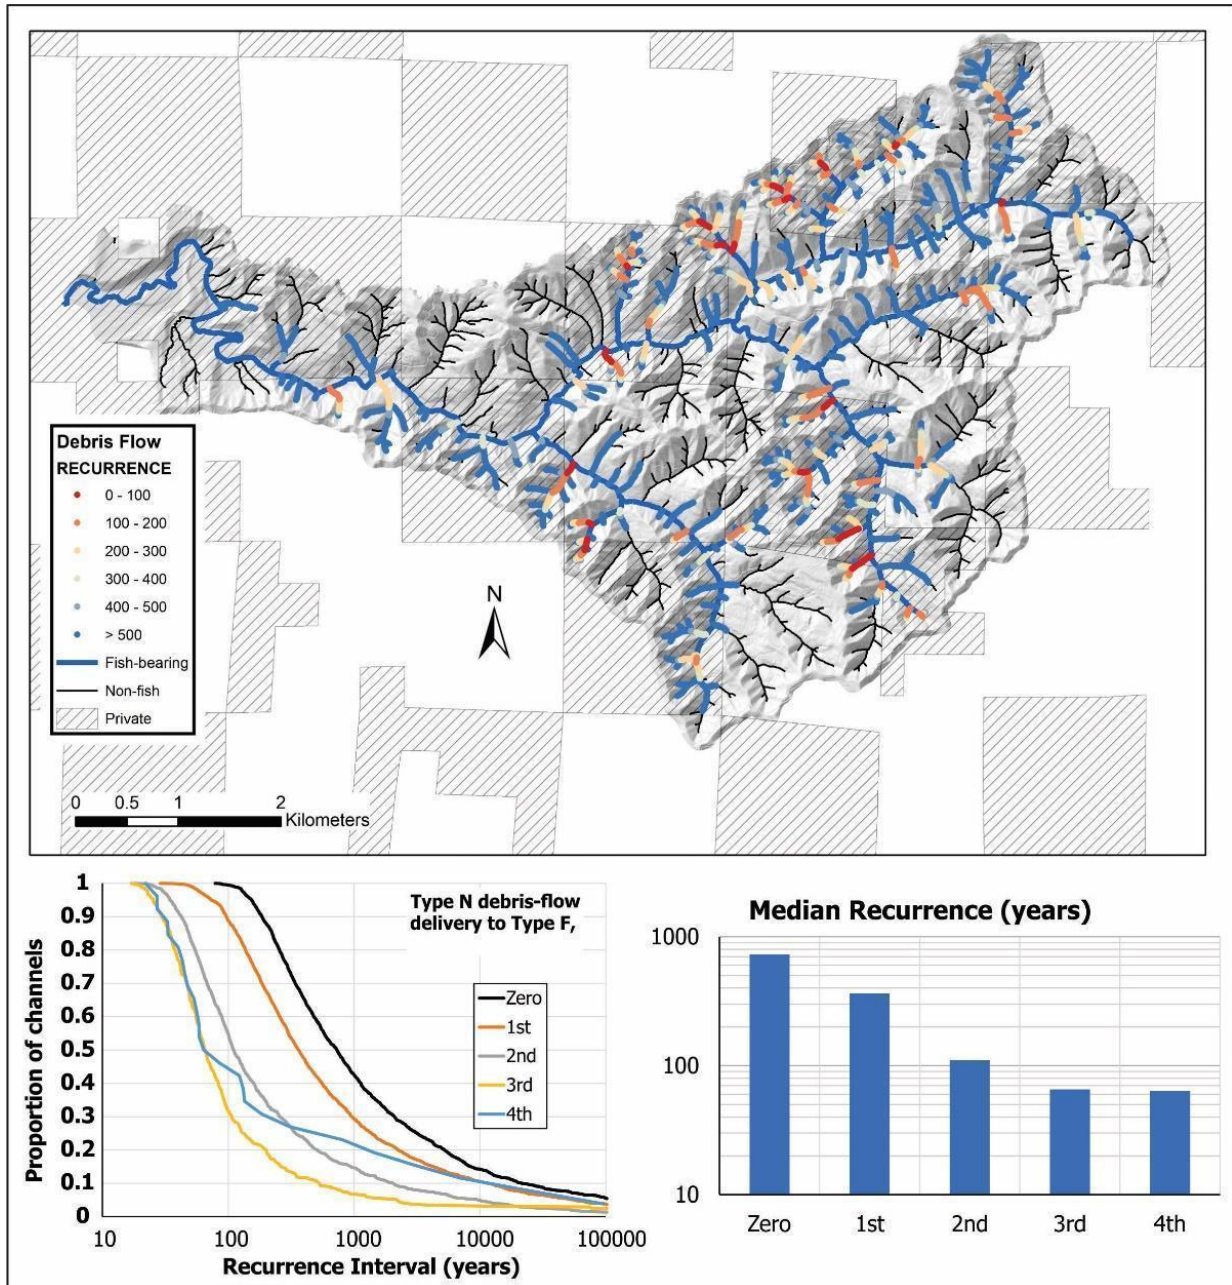 N
Debris Flow
RECURRENCE
0 - 100
100 - 200
200 - 300
300 - 400
400 - 500
> 500
Fish-bearing
Non-fish
Private
0 0.5 1 2
Kilometers
Type N debris-flow
delivery to Type F,
Proportion of channels
1
0.9
0.8
0.7
0.6
0.5
0.4
0.3
0.2
0.1
0
Zero
1st
2nd
3rd
4th
10 100 1000 10000 100000
Recurrence Interval (years)
Median Recurrence (years)
1000
100
10
Zero 1st 2nd 3rd 4th